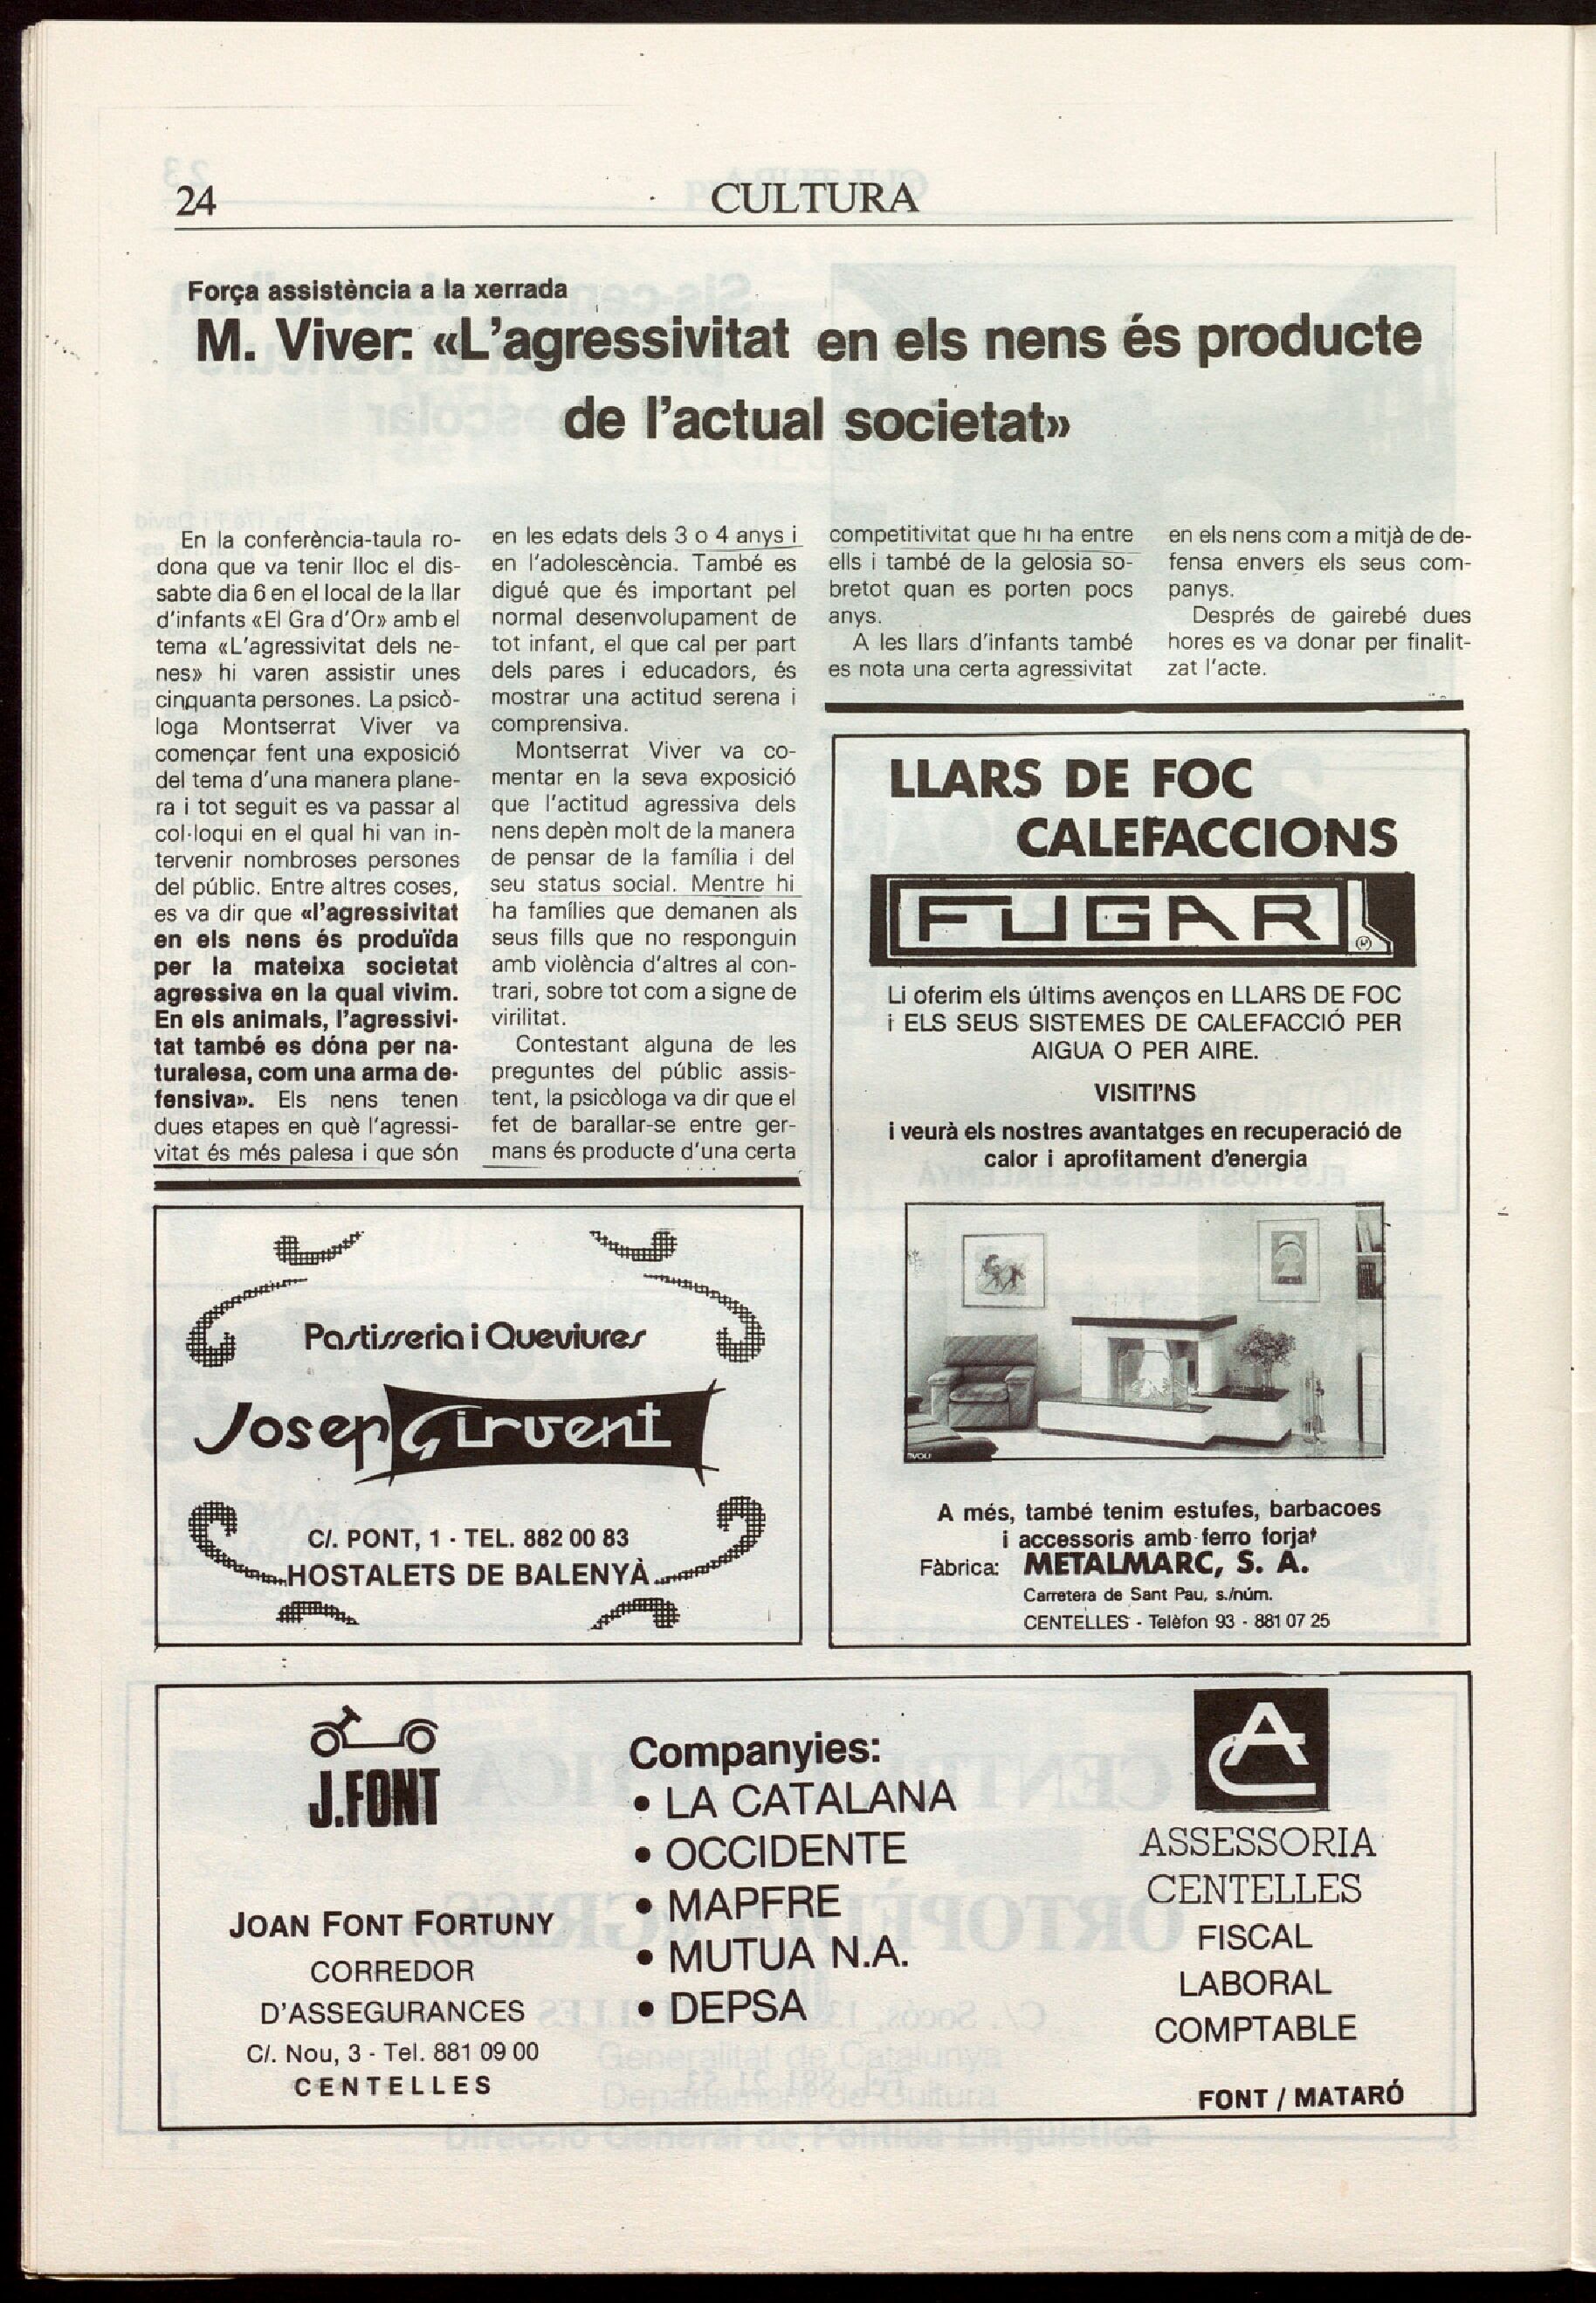 24
CULTURA
Força assistència a la xerrada
M. Viver: «L'agressivitat en els nens és producte
de l'actual societat»
En la conferència-taula ro-
dona que va tenir lloc el dis-
sabte dia 6 en el local de la llar
d'infants «El Gra d'Or» amb el
tema «L'agressivitat dels ne-
nes» hi varen assistir unes
cinquanta persones. La psicò-
loga Montserrat Viver va
començar fent una exposició
del tema d'una manera plane-
ra i tot seguit es va passar al
col·loqui en el qual hi van in-
tervenir nombroses persones
del públic. Entre altres coses,
es va dir que «l'agressivitat
en els nens és produïda
per la mateixa societat
agressiva en la qual vivim.
En els animals, l'agressivi-
tat també es dóna per na-
turalesa, com una arma de-
fensiva». Els nens tenen
dues etapes en què l'agressi-
vitat és més palesa i que són
en les edats dels 3 o 4 anys i
en l'adolescència. També es
digué que és important pel
normal desenvolupament de
tot infant, el que cal per part
dels pares i educadors, és
mostrar una actitud serena i
comprensiva.
Montserrat Viver va co-
mentar en la seva exposició
que l'actitud agressiva dels
nens depèn molt de la manera
de pensar de la família i del
seu status social. Mentre hi
ha famílies que demanen als
seus fills que no responguin
amb violència d'altres al con-
trari, sobre tot com a signe de
virilitat.
Contestant alguna de les
preguntes del públic assis-
tent, la psicòloga va dir que el
fet de barallar-se entre ger-
mans és producte d'una certa
competitivitat que hi ha entre
ells i també de la gelosia so-
bretot quan es porten pocs
anys.
A les llars d'infants també
es nota una certa agressivitat
en els nens com a mitjà de de-
fensa envers els seus com-
panys.
Després de gairebé dues
hores es va donar per finalit-
zat l'acte.
LLARS DE FOC
CALEFACCIONS
FUGAR
Li oferim els últims avenços en LLARS DE FOC
i ELS SEUS SISTEMES DE CALEFACCIÓ PER
AIGUA O PER AIRE.
VISITI'NS
i veurà els nostres avantatges en recuperació de
calor i aprofitament d'energia
A més, també tenim estufes, barbacoes
i accessoris amb ferro forjat
Fàbrica: METALMARC, S. A.
Carretera de Sant Pau, s./núm.
CENTELLES - Telèfon 93 - 881 07 25
Pastisseria i Queviures
Josep Girvent
C/. PONT, 1 - TEL. 882 00 83
HOSTALETS DE BALENYÀ
J.FONT
JOAN FONT FORTUNY
CORREDOR
D'ASSEGURANCES
C/. Nou, 3 - Tel. 881 09 00
CENTELLES
Companyies:
• LA CATALANA
• OCCIDENTE
• MAPFRE
• MUTUA N.A.
• DEPSA
AC
ASSESSORIA
CENTELLES
FISCAL
LABORAL
COMPTABLE
FONT / MATARÓ